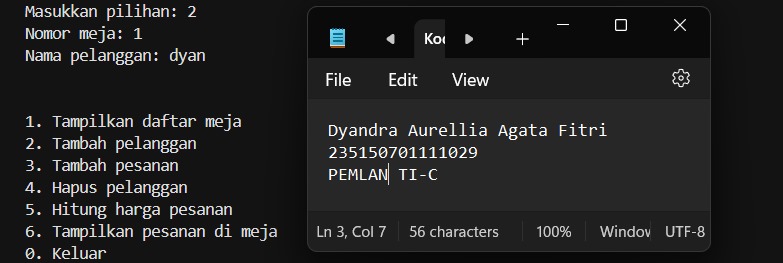 Masukkan pilihan: 2
Nomor meja: 1
Nama pelanggan: dyan
1. Tampilkan daftar meja
2. Tambah pelanggan
3. Tambah pesanan
4. Hapus pelanggan
5. Hitung harga pesanan
6. Tampilkan pesanan di meja
0. Keluar
File Edit View
Dyandra Aurellia Agata Fitri
235150701111029
PEMLAN TI-C
Ln 3, Col 7 56 characters 100% Window UTF-8